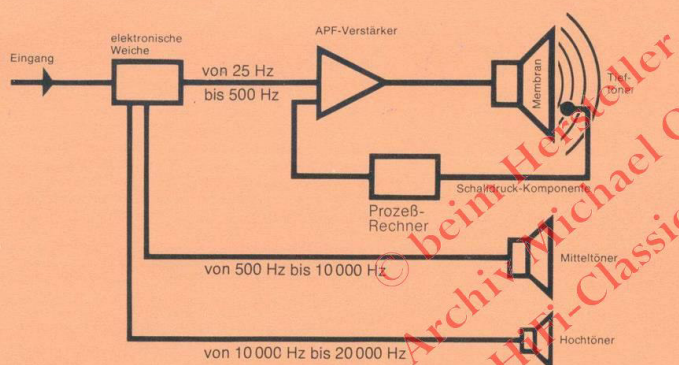 elektronische
Weiche
APF-Verstärker
Eingang
von 25 Hz
bis 500 Hz
Membran
Tief-
töner
Schalldruck-Komponente
Prozeß-
Rechner
Mitteltöner
von 500 Hz bis 10 000 Hz
Hochtöner
von 10 000 Hz bis 20 000 Hz
© beim Hersteller
Archiv Michael
HiFi-Classic